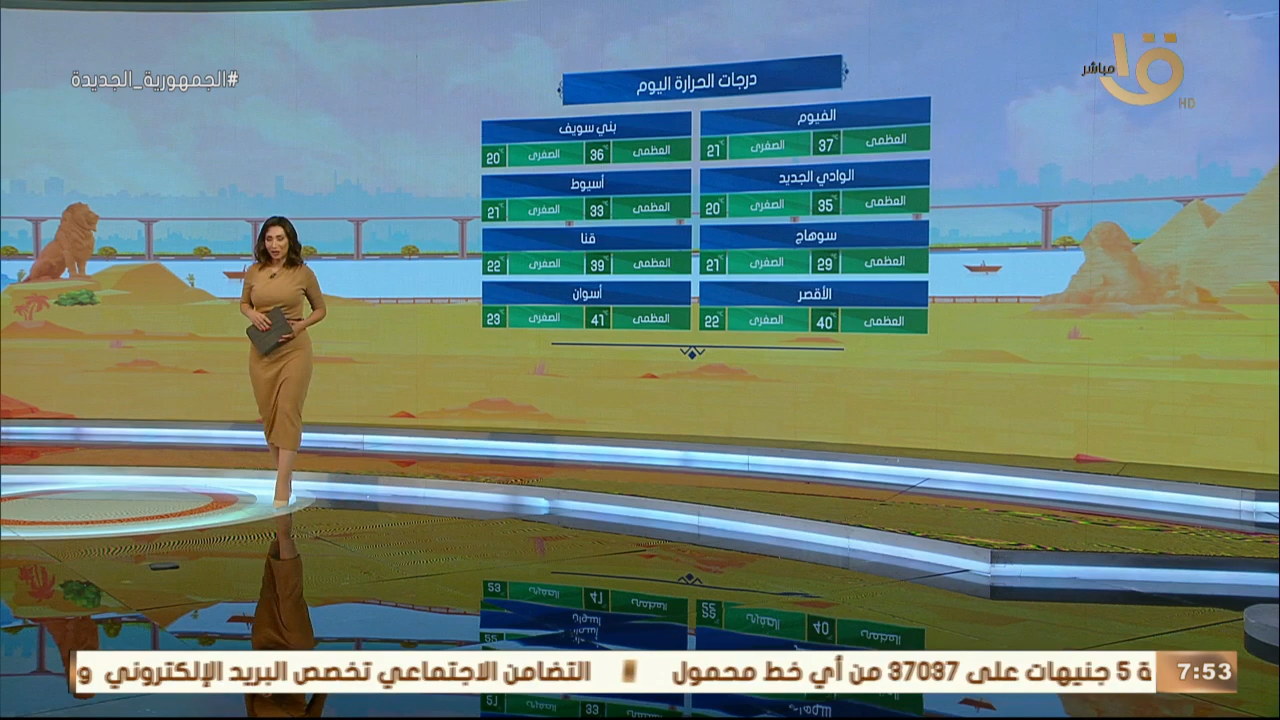 #الجمهورية_الجديدة
مباشر
HD
درجات الحرارة اليوم
الفيوم
العظمى 37°c الصغرى 21°c
بني سويف
العظمى 36°c الصغرى 20°c
الوادي الجديد
العظمى 35°c الصغرى 20°c
أسيوط
العظمى 33°c الصغرى 21°c
سوهاج
العظمى 29°c الصغرى 21°c
قنا
العظمى 39°c الصغرى 22°c
الأقصر
العظمى 40°c الصغرى 22°c
أسوان
العظمى 41°c الصغرى 23°c
7:53 ة 5 جنيهات على 37037 من أي خط محمول التضامن الاجتماعي تخصص البريد الإلكتروني و